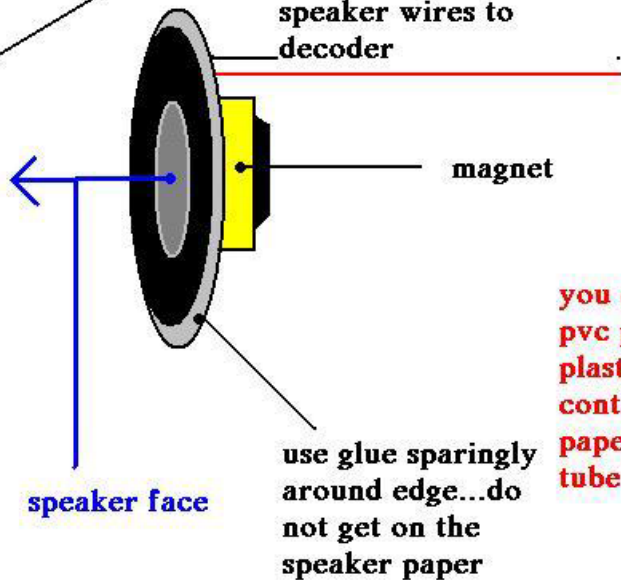 speaker wires to
decoder
magnet
you
pvc
plast
cont
pape
tube
use glue sparingly
around edge...do
not get on the
speaker paper
speaker face